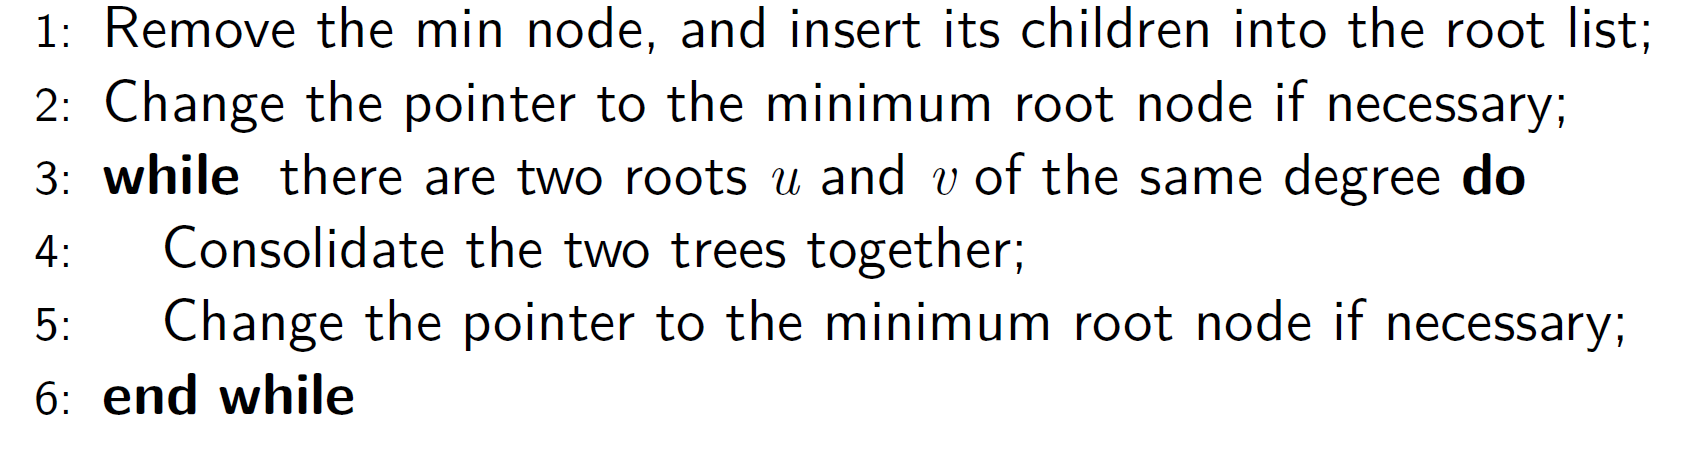 1: Remove the min node, and insert its children into the root list;
2: Change the pointer to the minimum root node if necessary;
3: while there are two roots u and v of the same degree do
4: Consolidate the two trees together;
5: Change the pointer to the minimum root node if necessary;
6: end while